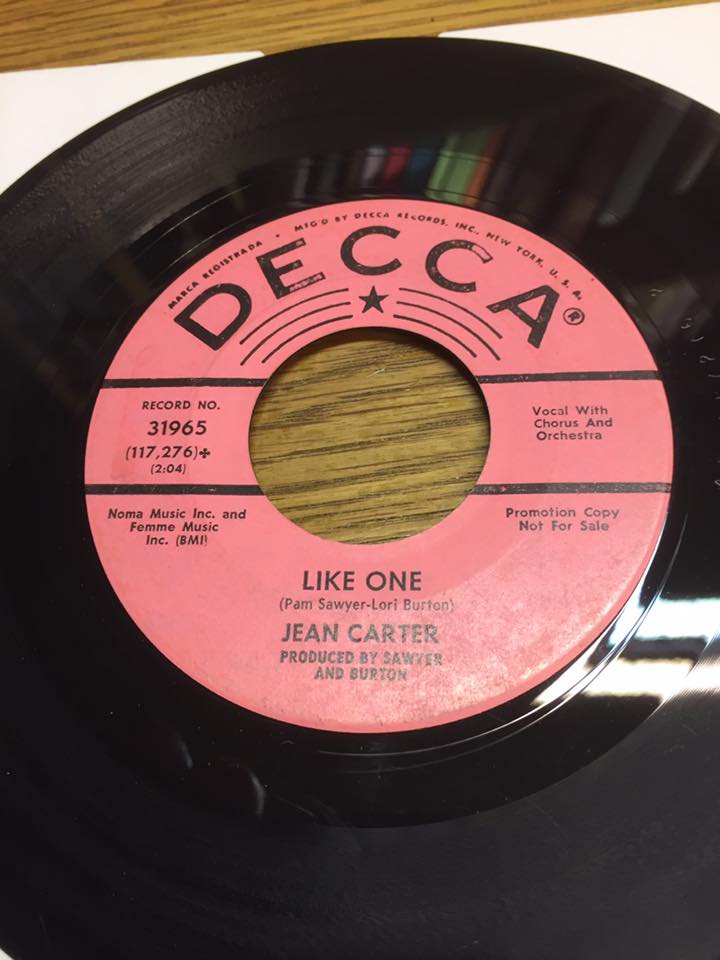 MARCA REGISTRADA • MFG'D BY DECCA RECORDS, INC., NEW YORK, U. S. A.
DECCA®
RECORD NO.
31965
(117,276)✤
(2:04)
Vocal With
Chorus And
Orchestra
Noma Music Inc. and
Femme Music
Inc. (BMI)
Promotion Copy
Not For Sale
LIKE ONE
(Pam Sawyer-Lori Burton)
JEAN CARTER
PRODUCED BY SAWYER
AND BURTON